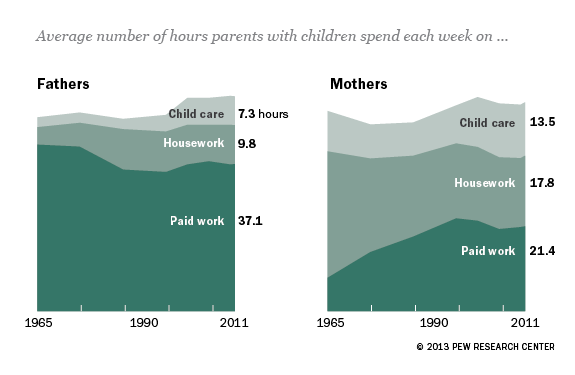 Average number of hours parents with children spend each week on ...
Fathers
Child care 7.3 hours
Housework 9.8
Paid work 37.1
1965 1990 2011
Mothers
Child care 13.5
Housework 17.8
Paid work 21.4
1965 1990 2011
© 2013 PEW RESEARCH CENTER